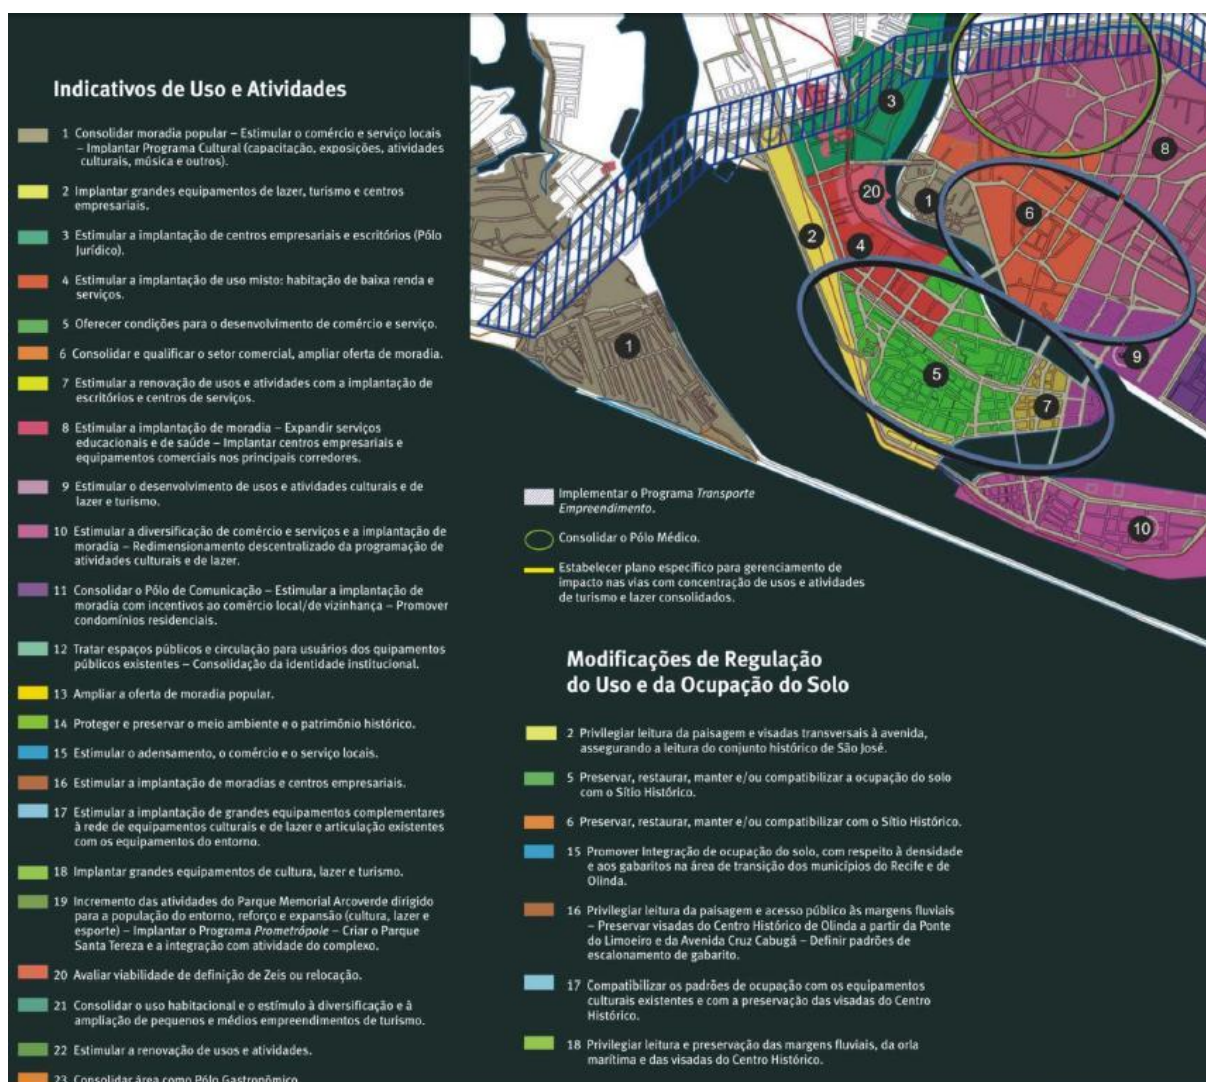 Indicativos de Uso e Atividades
1 Consolidar moradia popular – Estimular o comércio e serviço locais
– Implantar Programa Cultural (capacitação, exposições, atividades
culturais, música e outros).
2 Implantar grandes equipamentos de lazer, turismo e centros
empresariais.
3 Estimular a implantação de centros empresariais e escritórios (Pólo
Jurídico).
4 Estimular a implantação de uso misto: habitação de baixa renda e
serviços.
5 Oferecer condições para o desenvolvimento de comércio e serviço.
6 Consolidar e qualificar o setor comercial, ampliar oferta de moradia.
7 Estimular a renovação de usos e atividades com a implantação de
escritórios e centros de serviços.
8 Estimular a implantação de moradia – Expandir serviços
educacionais e de saúde – Implantar centros empresariais e
equipamentos comerciais nos principais corredores.
9 Estimular o desenvolvimento de usos e atividades culturais e de
lazer e turismo.
10 Estimular a diversificação de comércio e serviços e a implantação de
moradia – Redimensionamento descentralizado da programação de
atividades culturais e de lazer.
11 Consolidar o Pólo de Comunicação – Estimular a implantação de
moradia com incentivos ao comércio local/de vizinhança – Promover
condomínios residenciais.
12 Tratar espaços públicos e circulação para usuários dos quipamentos
públicos existentes – Consolidação da identidade institucional.
13 Ampliar a oferta de moradia popular.
14 Proteger e preservar o meio ambiente e o patrimônio histórico.
15 Estimular o adensamento, o comércio e o serviço locais.
16 Estimular a implantação de moradias e centros empresariais.
17 Estimular a implantação de grandes equipamentos complementares
à rede de equipamentos culturais e de lazer e articulação existentes
com os equipamentos do entorno.
18 Implantar grandes equipamentos de cultura, lazer e turismo.
19 Incremento das atividades do Parque Memorial Arcoverde dirigido
para a população do entorno, reforço e expansão (cultura, lazer e
esporte) – Implantar o Programa Prometrópole – Criar o Parque
Santa Tereza e a integração com atividade do complexo.
20 Avaliar viabilidade de definição de Zeis ou relocação.
21 Consolidar o uso habitacional e o estímulo à diversificação e à
ampliação de pequenos e médios empreendimentos de turismo.
22 Estimular a renovação de usos e atividades.
23 Consolidar área como Pólo Gastronômico
3
8
20
1
6
2
4
1
9
5
7
10
Implementar o Programa Transporte
Empreendimento.
Consolidar o Pólo Médico.
Estabelecer plano específico para gerenciamento de
impacto nas vias com concentração de usos e atividades
de turismo e lazer consolidados.
Modificações de Regulação
do Uso e da Ocupação do Solo
2 Privilegiar leitura da paisagem e visadas transversais à avenida,
assegurando a leitura do conjunto histórico de São José.
5 Preservar, restaurar, manter e/ou compatibilizar a ocupação do solo
com o Sítio Histórico.
6 Preservar, restaurar, manter e/ou compatibilizar com o Sítio Histórico.
15 Promover Integração de ocupação do solo, com respeito à densidade
e aos gabaritos na área de transição dos municípios do Recife e de
Olinda.
16 Privilegiar leitura da paisagem e acesso público às margens fluviais
– Preservar visadas do Centro Histórico de Olinda a partir da Ponte
do Limoeiro e da Avenida Cruz Cabugá – Definir padrões de
escalonamento de gabarito.
17 Compatibilizar os padrões de ocupação com os equipamentos
culturais existentes e com a preservação das visadas do Centro
Histórico.
18 Privilegiar leitura e preservação das margens fluviais, da orla
marítima e das visadas do Centro Histórico.